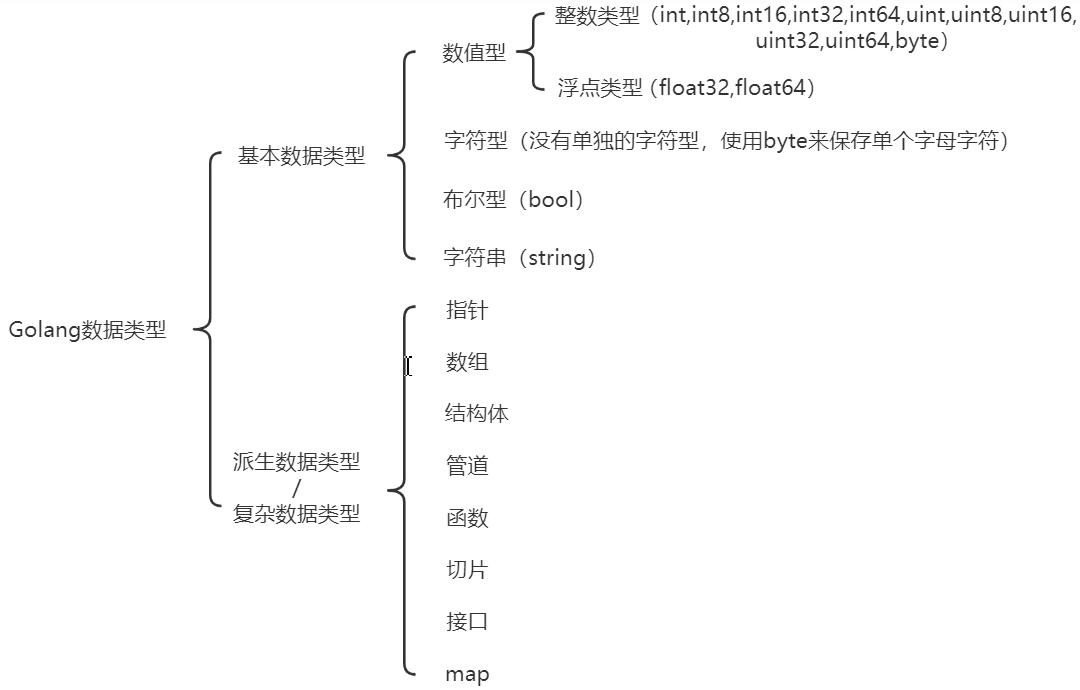 Golang数据类型
基本数据类型
数值型
整数类型（int,int8,int16,int32,int64,uint,uint8,uint16,
uint32,uint64,byte）
浮点类型（float32,float64）
字符型（没有单独的字符型，使用byte来保存单个字母字符）
布尔型（bool）
字符串（string）
派生数据类型
/
复杂数据类型
指针
数组
结构体
管道
函数
切片
接口
map